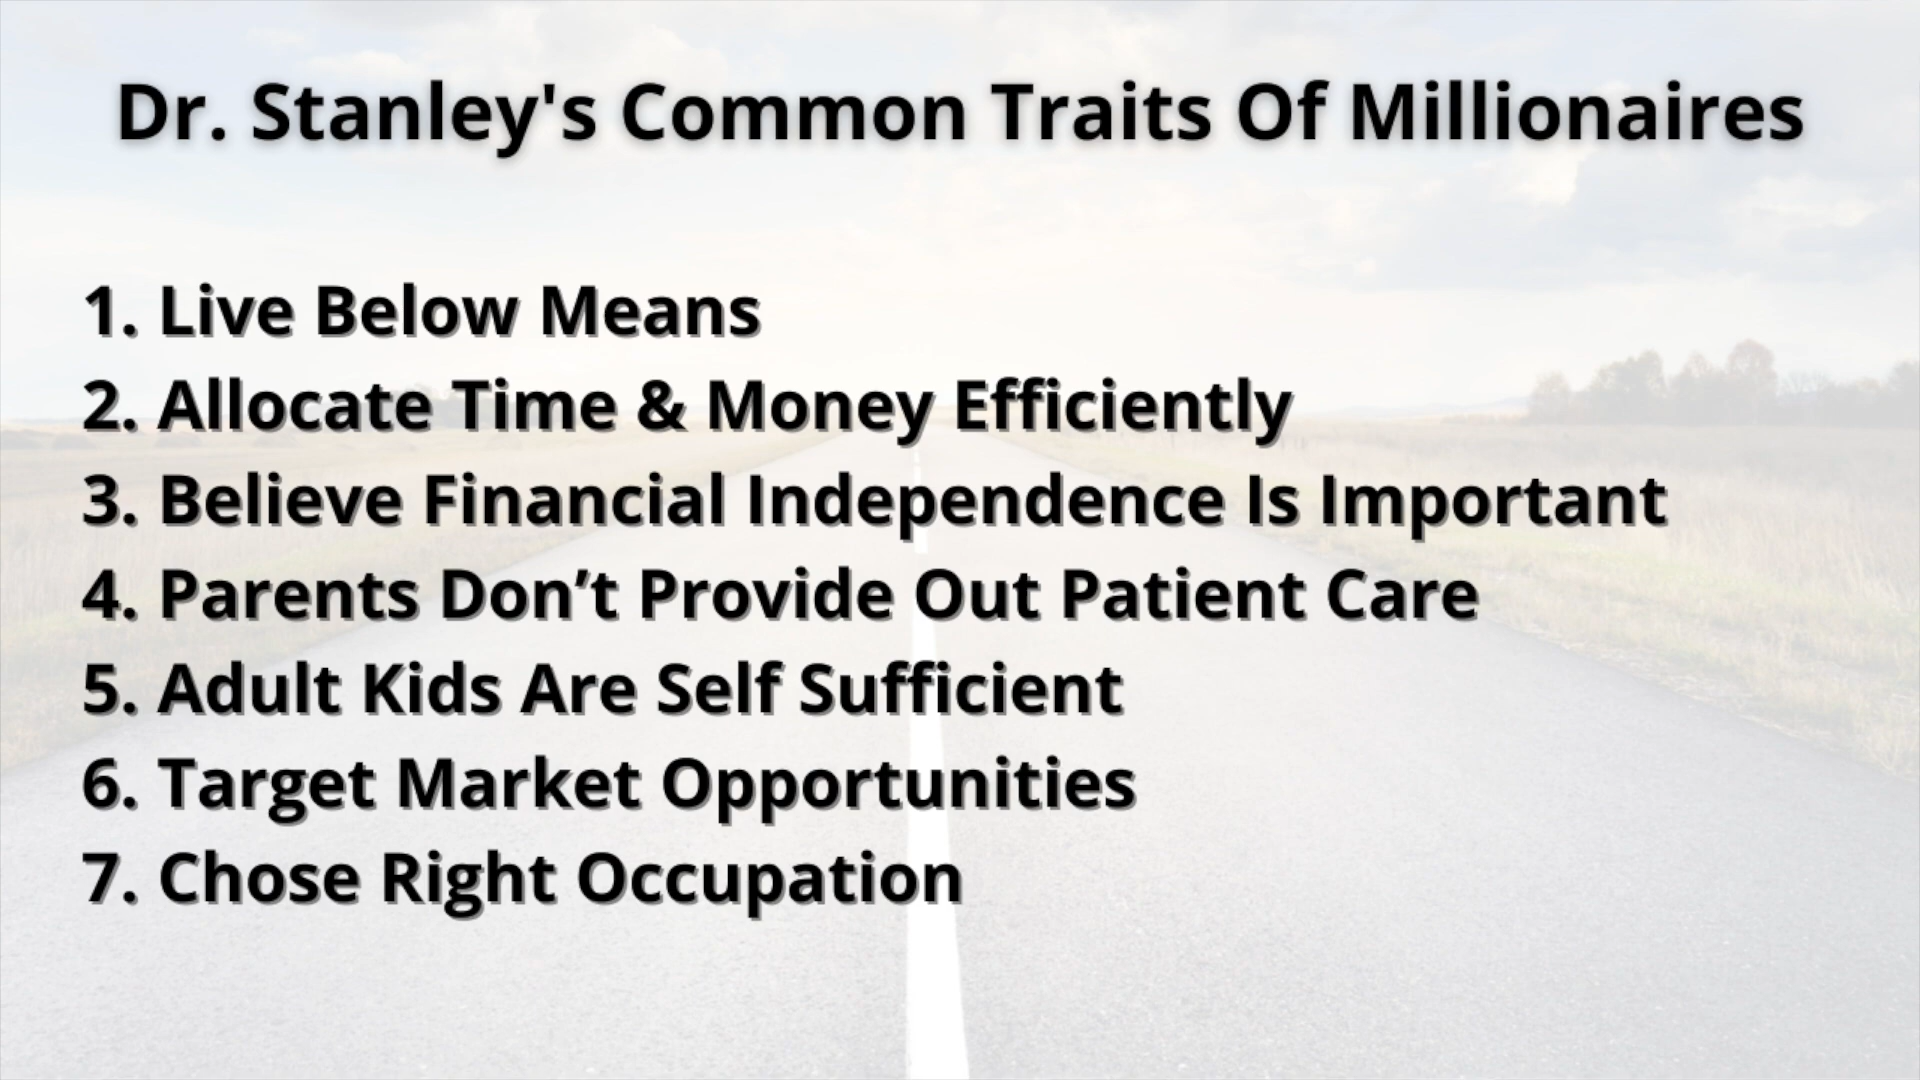 Dr. Stanley's Common Traits Of Millionaires
1. Live Below Means
2. Allocate Time & Money Efficiently
3. Believe Financial Independence Is Important
4. Parents Don’t Provide Out Patient Care
5. Adult Kids Are Self Sufficient
6. Target Market Opportunities
7. Chose Right Occupation